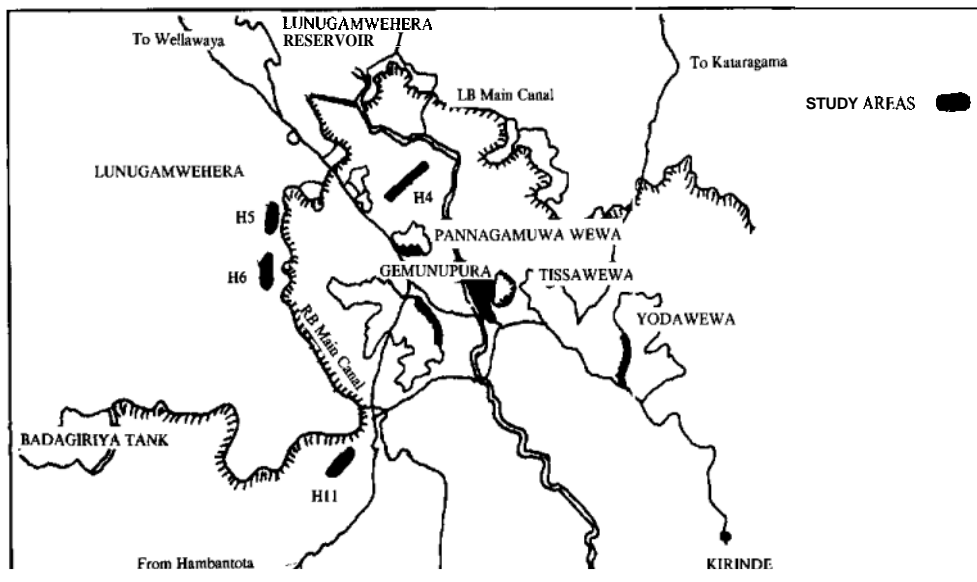 LUNUGAMWEHERA
RESERVOIR
To Wellawaya
To Kataragama
LB Main Canal
STUDY AREAS
LUNUGAMWEHERA
H4
H5
PANNAGAMUWA WEWA
H6
GEMUNUPURA
TISSAWEWA
YODAWEWA
RB Main Canal
BADAGIRIYA TANK
H11
From Hambantota
KIRINDE